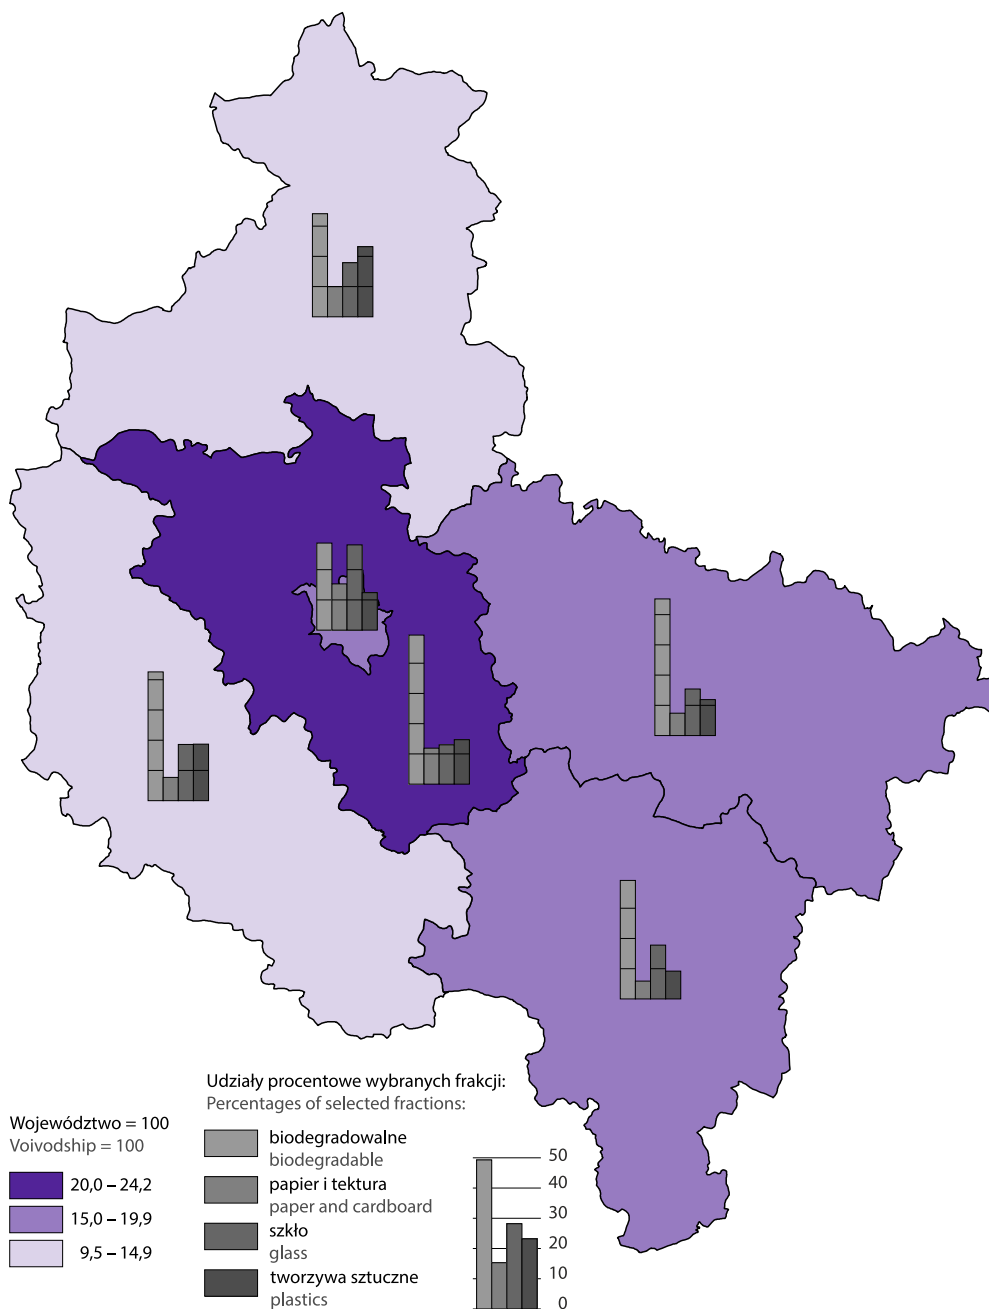 Udziały procentowe wybranych frakcji:
Percentages of selected fractions:
Województwo = 100
Voivodship = 100
20,0 – 24,2
15,0 – 19,9
9,5 – 14,9
biodegradowalne
biodegradable
papier i tektura
paper and cardboard
szkło
glass
tworzywa sztuczne
plastics
50
40
30
20
10
0